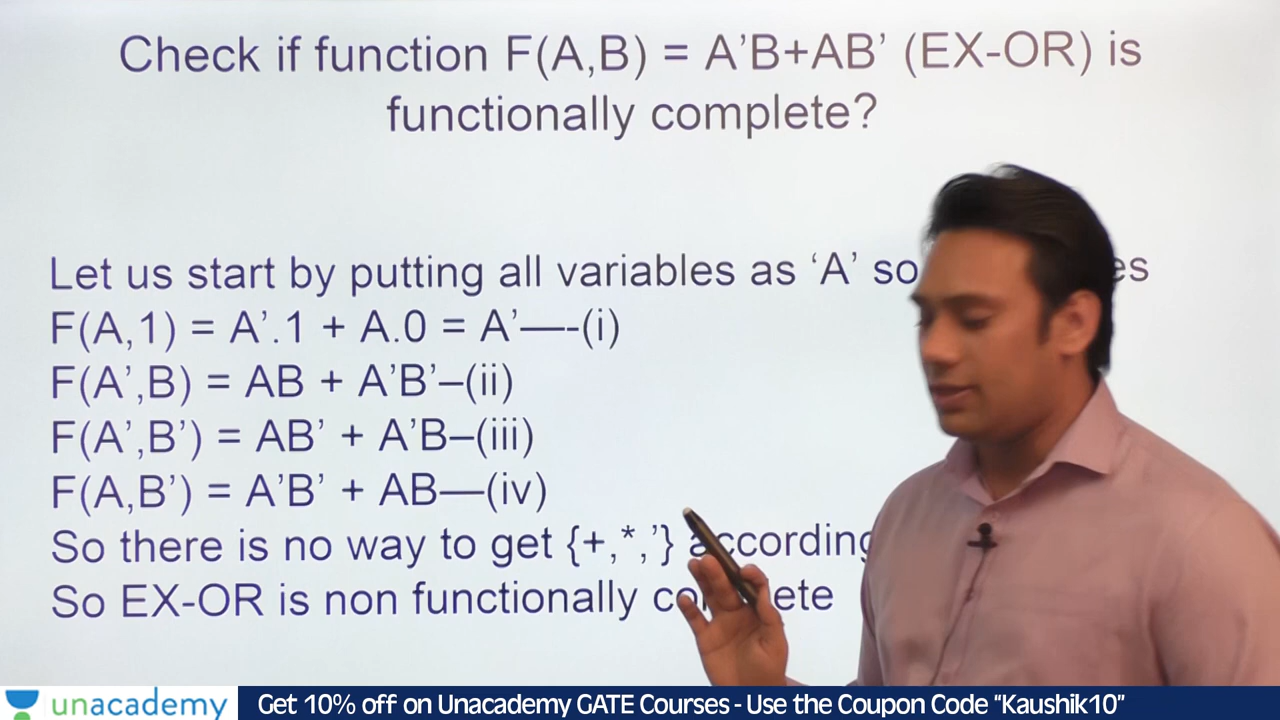 Check if function F(A,B) = A’B+AB’ (EX-OR) is
functionally complete?
Let us start by putting all variables as ‘A’ so
F(A,1) = A’.1 + A.0 = A’—-(i)
F(A’,B) = AB + A’B’–(ii)
F(A’,B’) = AB’ + A’B–(iii)
F(A,B’) = A’B’ + AB—(iv)
So there is no way to get {+,*,’}
So EX-OR is non functionally
unacademy
Get 10% off on Unacademy GATE Courses - Use the Coupon Code “Kaushik10”